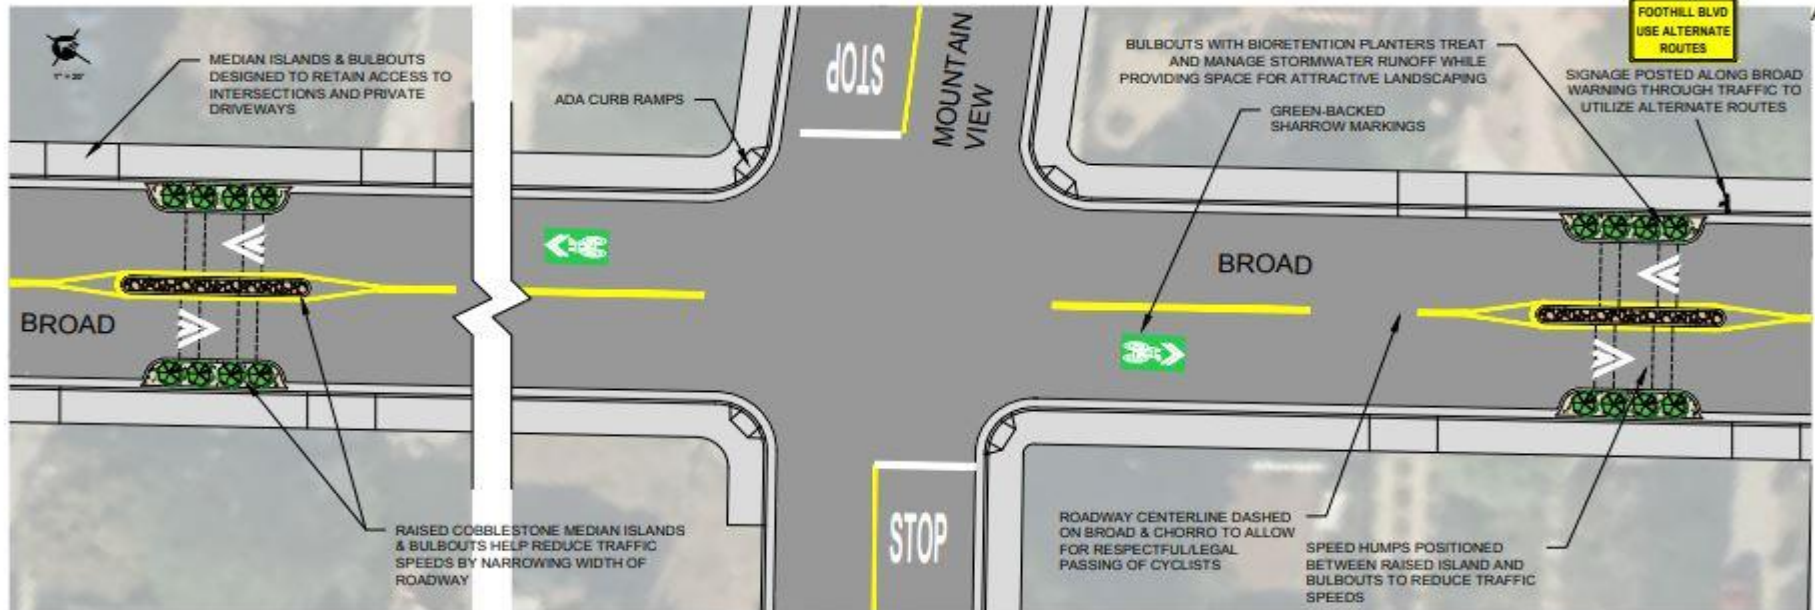 1" = 20'
MEDIAN ISLANDS & BULBOUTS
DESIGNED TO RETAIN ACCESS TO
INTERSECTIONS AND PRIVATE
DRIVEWAYS
ADA CURB RAMPS
STOP
MOUNTAIN
VIEW
BULBOUTS WITH BIORETENTION PLANTERS TREAT
AND MANAGE STORMWATER RUNOFF WHILE
PROVIDING SPACE FOR ATTRACTIVE LANDSCAPING
GREEN-BACKED
SHARROW MARKINGS
FOOTHILL BLVD
USE ALTERNATE
ROUTES
SIGNAGE POSTED ALONG BROAD
WARNING THROUGH TRAFFIC TO
UTILIZE ALTERNATE ROUTES
BROAD
BROAD
RAISED COBBLESTONE MEDIAN ISLANDS
& BULBOUTS HELP REDUCE TRAFFIC
SPEEDS BY NARROWING WIDTH OF
ROADWAY
STOP
ROADWAY CENTERLINE DASHED
ON BROAD & CHORRO TO ALLOW
FOR RESPECTFUL/LEGAL
PASSING OF CYCLISTS
SPEED HUMPS POSITIONED
BETWEEN RAISED ISLAND AND
BULBOUTS TO REDUCE TRAFFIC
SPEEDS